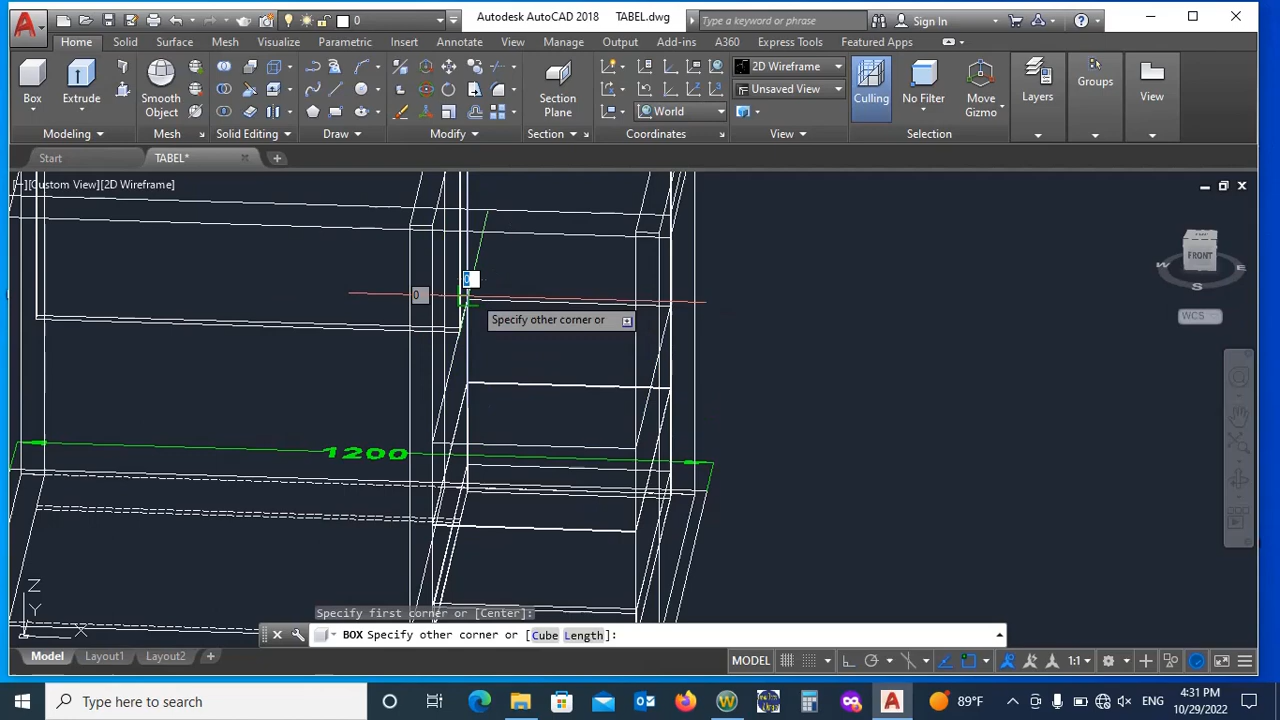 Autodesk AutoCAD 2018 TABEL.dwg
Type a keyword or phrase
Sign In
0
Home Solid Surface Mesh Visualize Parametric Insert Annotate View Manage Output Add-ins A360 Express Tools Featured Apps
Box
Extrude
Smooth Object
Section Plane
2D Wireframe
Unsaved View
World
Culling
No Filter
Move Gizmo
Layers
Groups
View
Modeling
Mesh
Solid Editing
Draw
Modify
Section
Coordinates
View
Selection
Start
TABEL*
[−][Custom View][2D Wireframe]
FRONT
W
E
S
WCS
0
0
Specify other corner or
1200
Z
Y
X
Specify first corner or [Center]:
BOX Specify other corner or [Cube Length]:
Model Layout1 Layout2
MODEL
1:1
Type here to search
89°F
ENG
4:31 PM
10/29/2022